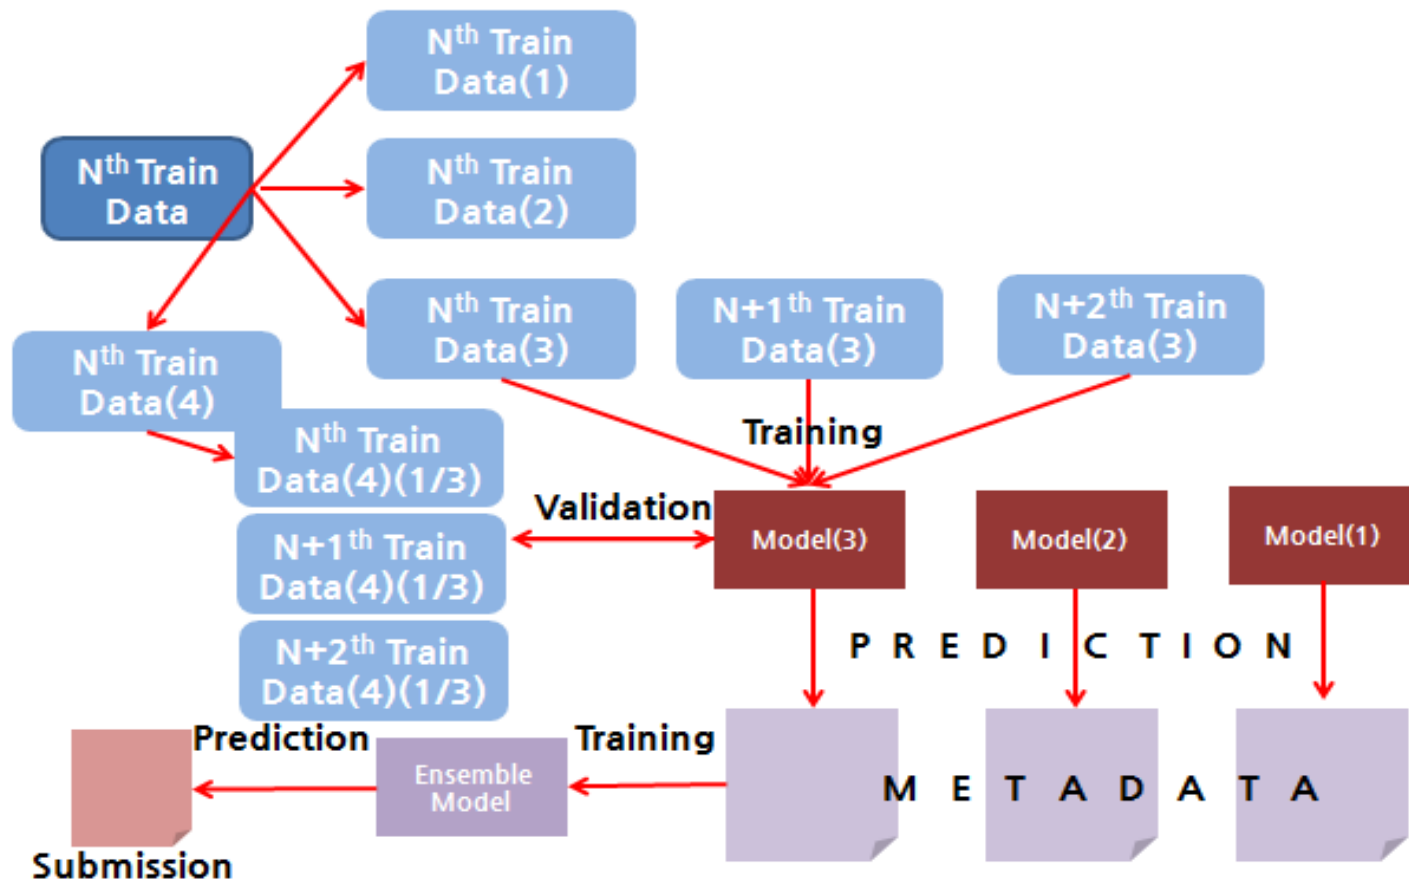 Nth Train
Data(1)
Nth Train
Data
Nth Train
Data(2)
Nth Train
Data(3)
N+1th Train
Data(3)
N+2th Train
Data(3)
Nth Train
Data(4)
Training
Nth Train
Data(4)(1/3)
Validation
N+1th Train
Data(4)(1/3)
Model(3)
Model(2)
Model(1)
N+2th Train
Data(4)(1/3)
PREDICTION
Prediction
Training
Ensemble
Model
METADATA
Submission